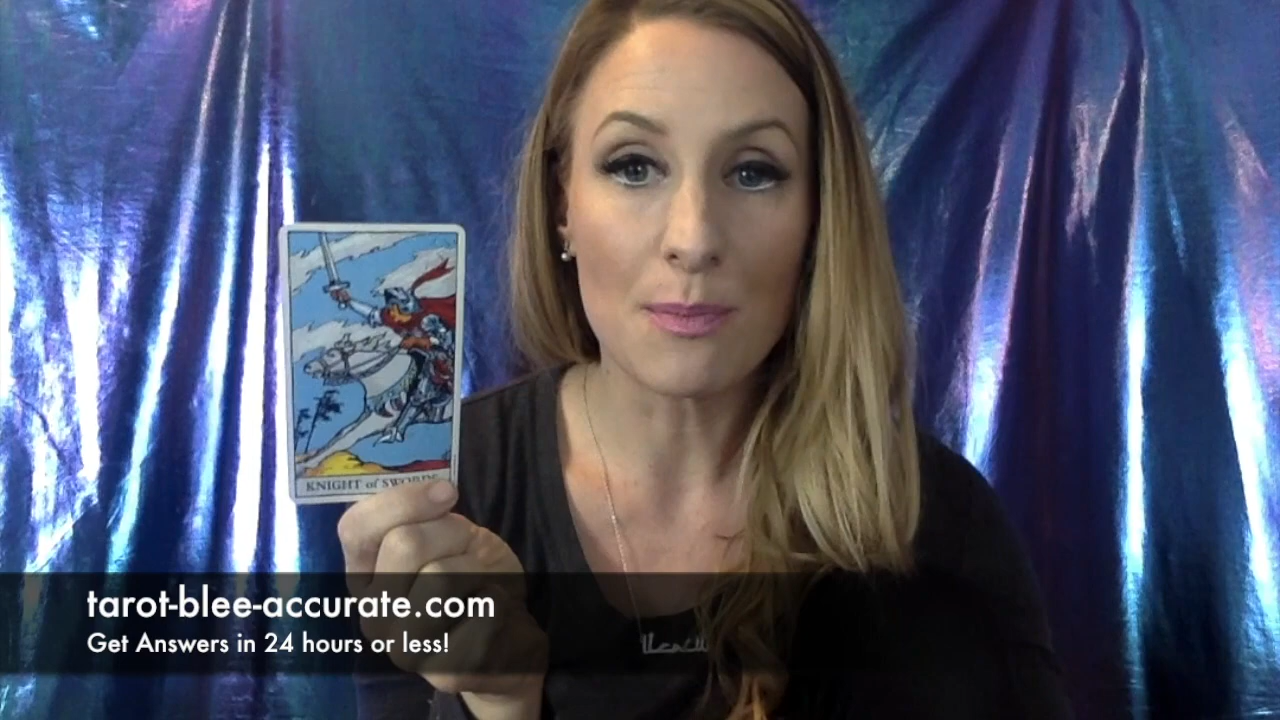 KNIGHT of SWORDS
tarot-blee-accurate.com
Get Answers in 24 hours or less!